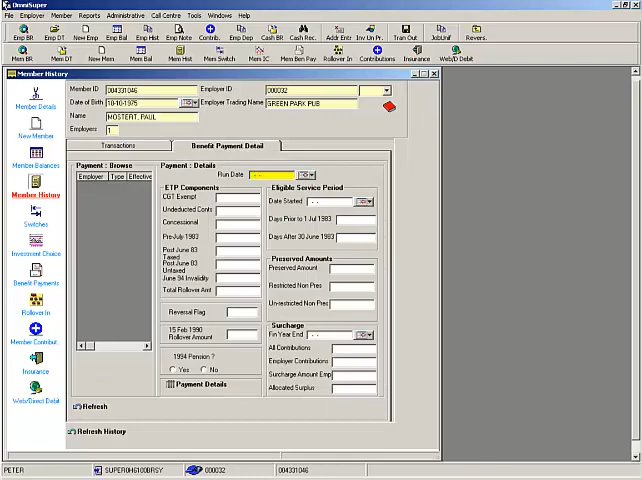 OmniSuper
File Employer Member Reports Administrative Call Centre Tools Windows Help
Emp BR Emp DT New Emp Emp Bal Emp Hist Emp Note Contrib. Emp Dep Cash BR Cash Rec. Addr Entr Inv Un Pr. Tran Out JobUnif Revers.
Mem BR Mem DT New Mem Mem Bal Mem Hist Mem Switch Mem IC Mem Ben Pay Rollover In Contributions Insurance Web/D Debit
Member History
Member ID 004331046 Employer ID 000032
Date of Birth 10-10-1975 Employer Trading Name GREEN PARK PUB
Name MOSTERT, PAUL
Employers 1
Member Details
New Member
Member Balances
Member History
Switches
Investment Choice
Benefit Payments
Rollover In
Member Contribut.
Insurance
Web/Direct Debit
Transactions Benefit Payment Detail
Payment : Browse
Employer Type Effective
Payment : Details
Run Date - -
ETP Components
CGT Exempt
Undeducted Conts
Concessional
Pre-July 1983
Post June 83 Taxed
Post June 83 Untaxed
June 94 Invalidity
Total Rollover Amt
Reversal Flag
15 Feb 1990
Rollover Amount
1994 Pension ?
Yes No
Payment Details
Eligible Service Period
Date Started - -
Days Prior to 1 Jul 1983
Days After 30 June 1983
Preserved Amounts
Preserved Amount
Restricted Non Pres
Un-restricted Non Pres
Surcharge
Fin Year End - -
All Contributions
Employer Contributions
Surcharge Amount Emp
Allocated Surplus
Refresh
Refresh History
PETER SUPER0H6100BRSY 000032 004331046